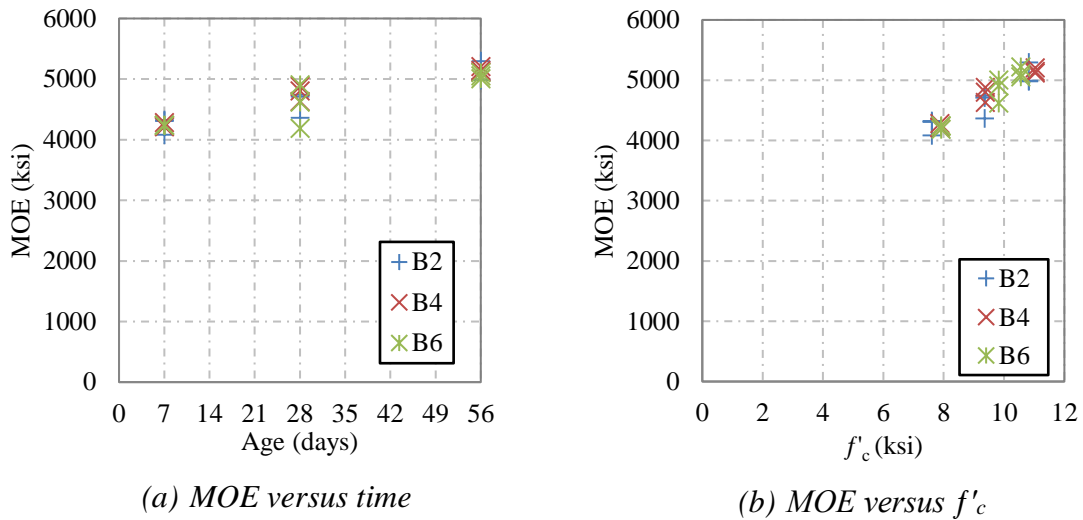 6000
5000
4000
3000
2000
1000
0
MOE (ksi)
B2
B4
B6
0 7 14 21 28 35 42 49 56
Age (days)
(a) MOE versus time
6000
5000
4000
3000
2000
1000
0
MOE (ksi)
B2
B4
B6
0 2 4 6 8 10 12
f'c (ksi)
(b) MOE versus f'c